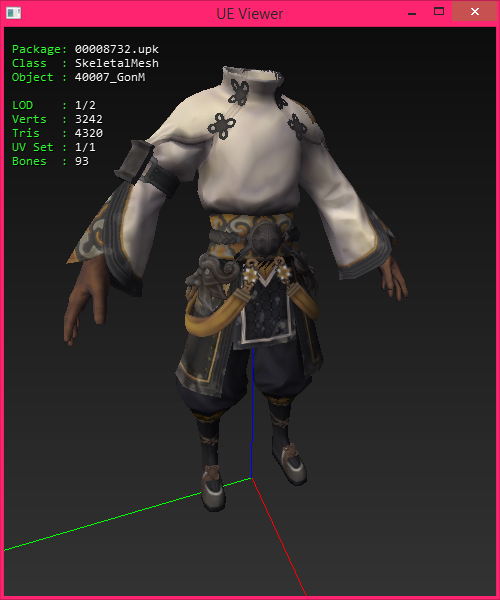 UE Viewer
Package: 00008732.upk
Class  : SkeletalMesh
Object : 40007_GonM
LOD    : 1/2
Verts  : 3242
Tris   : 4320
UV Set : 1/1
Bones  : 93